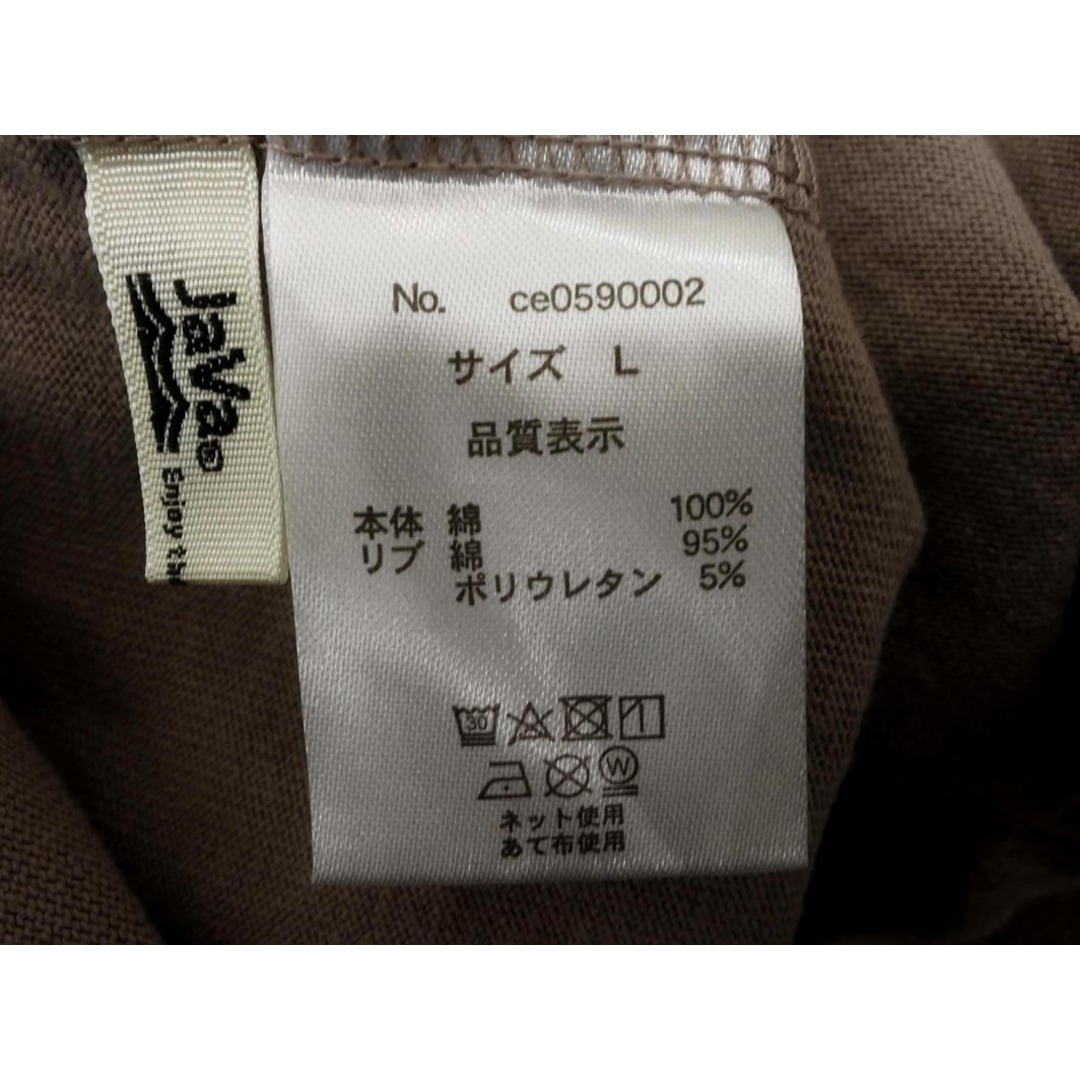 JaVa®
Enjoy th
No. ce0590002
サイズ L
品質表示
本体 綿 100%
リブ 綿 95%
ポリウレタン 5%
30
W
ネット使用
あて布使用